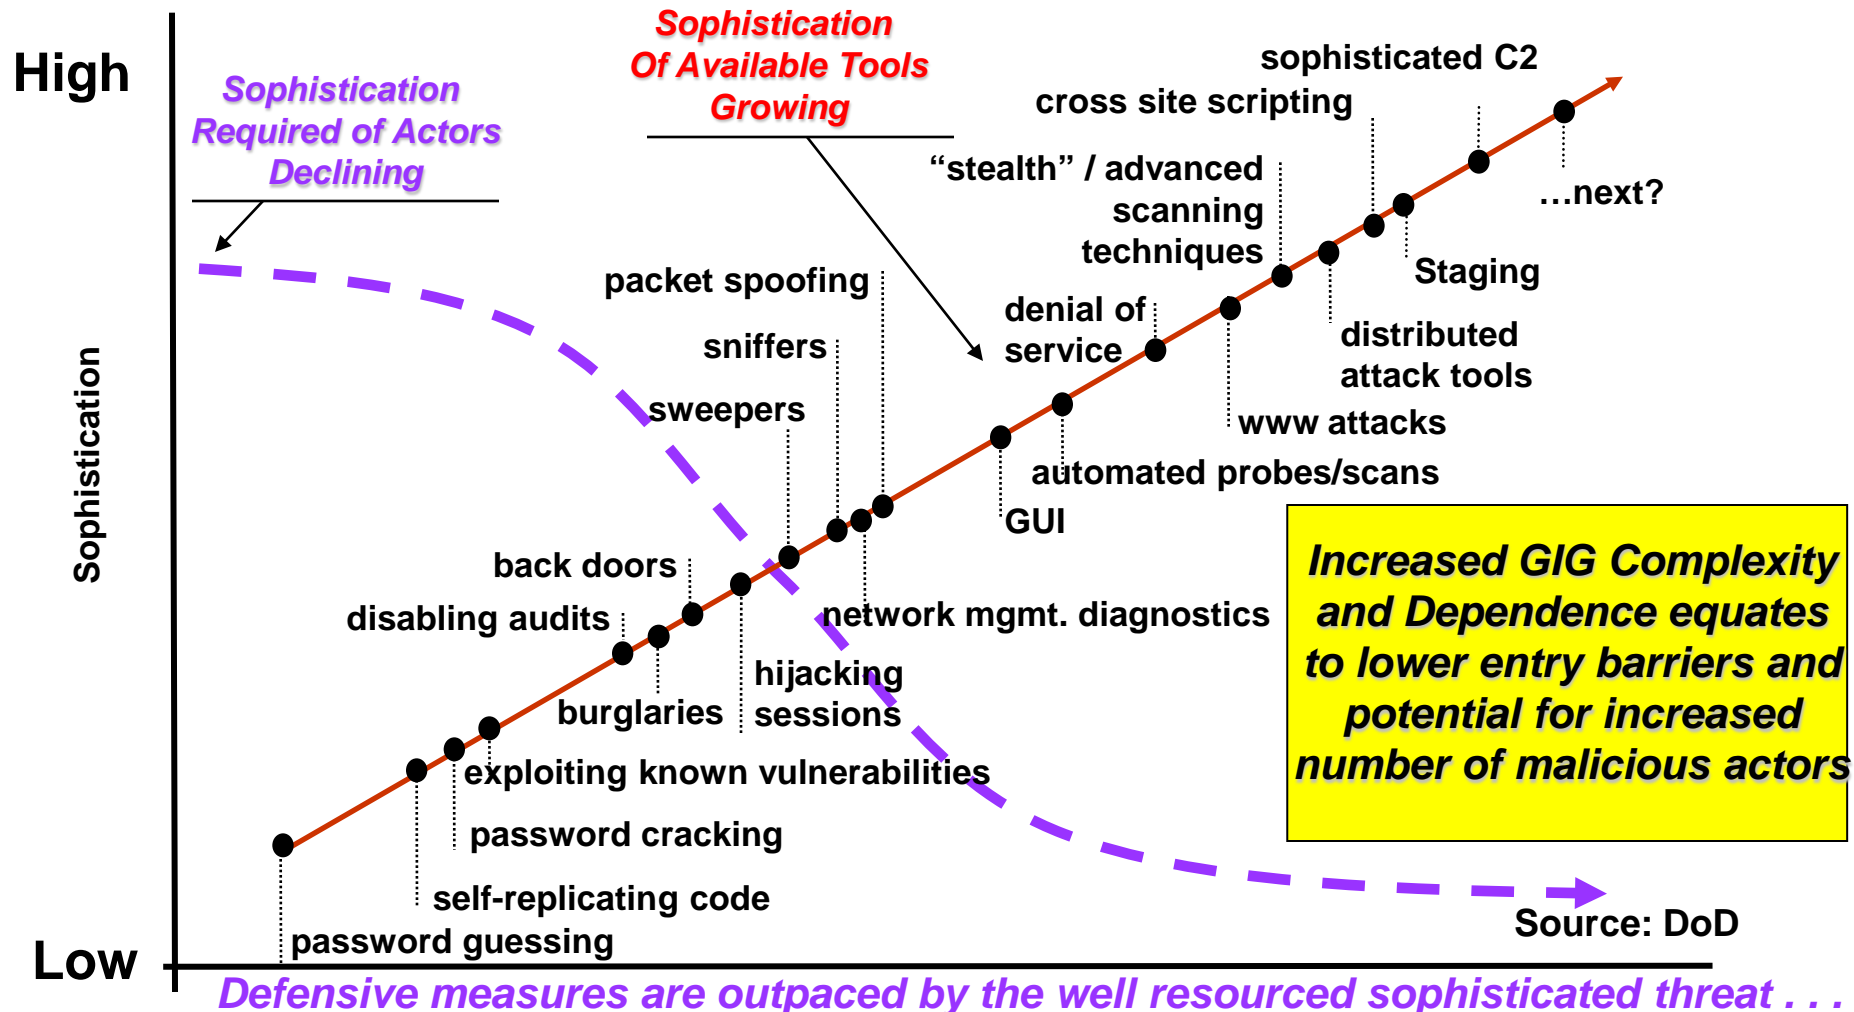 High
Sophistication
Required of Actors
Declining
Sophistication
Of Available Tools
Growing
sophisticated C2
cross site scripting
“stealth” / advanced
scanning
techniques
…next?
Staging
packet spoofing
denial of
service
distributed
attack tools
sniffers
sweepers
www attacks
automated probes/scans
GUI
Sophistication
back doors
disabling audits
network mgmt. diagnostics
hijacking
sessions
burglaries
exploiting known vulnerabilities
password cracking
self-replicating code
password guessing
Increased GIG Complexity
and Dependence equates
to lower entry barriers and
potential for increased
number of malicious actors
Source: DoD
Low
Defensive measures are outpaced by the well resourced sophisticated threat . . .